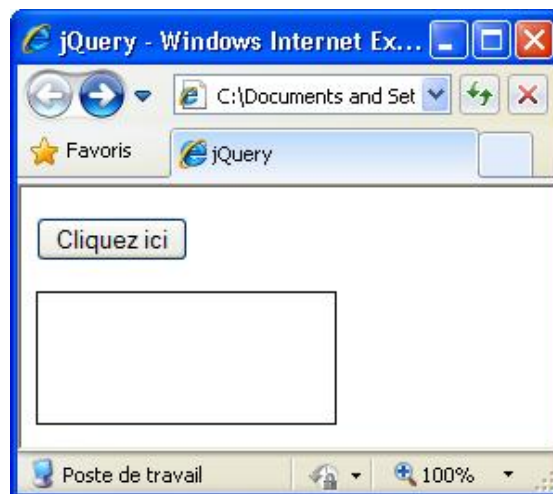 jQuery - Windows Internet Ex...
C:\Documents and Set
Favoris
jQuery
Cliquez ici
Poste de travail
100%